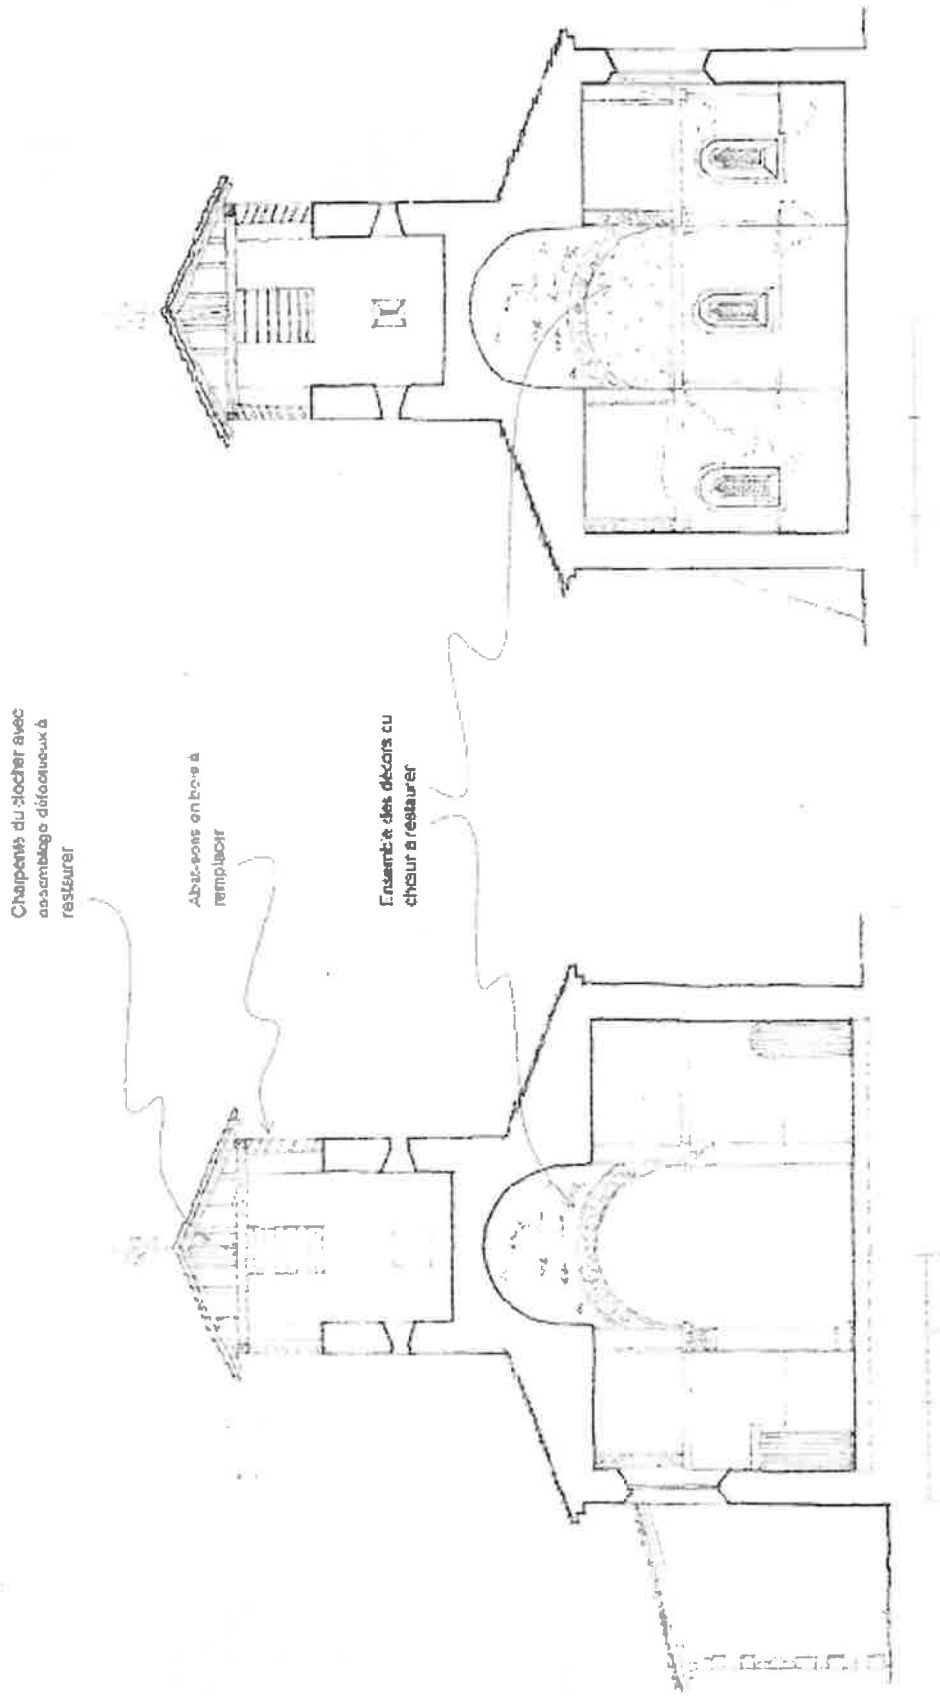 Charpente du clocher avec
assemblage défectueux à
restaurer
Abat-sons en bois à
remplacer
Ensemble des décors du
chœur à restaurer